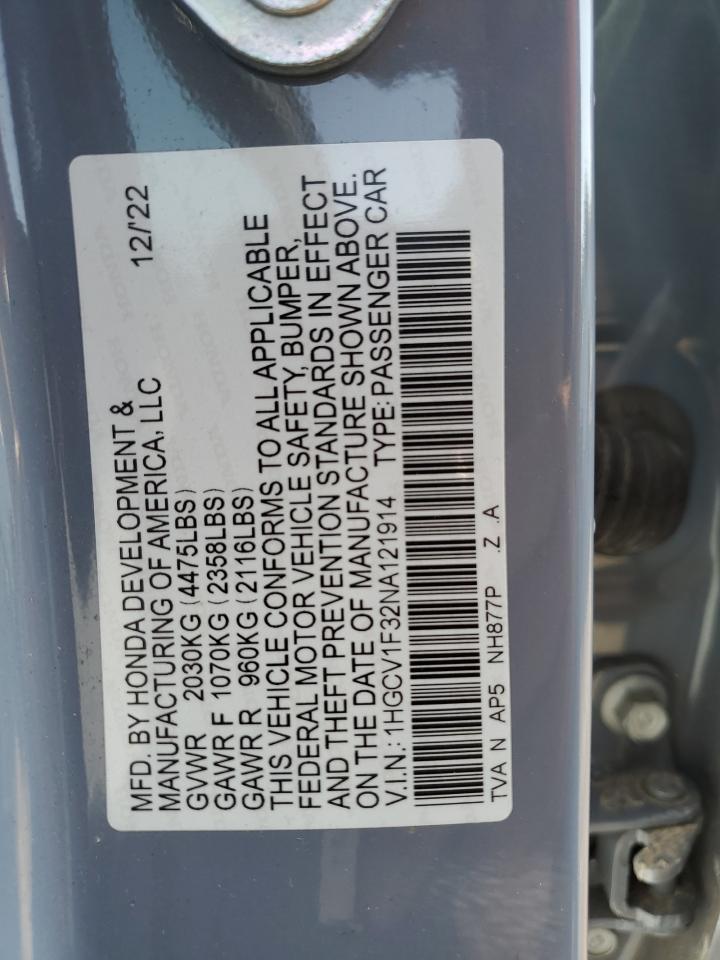 MFD. BY HONDA DEVELOPMENT &
MANUFACTURING OF AMERICA, LLC 12/'22
GVWR 2030KG (4475LBS)
GAWR F 1070KG (2358LBS)
GAWR R 960KG (2116LBS)
THIS VEHICLE CONFORMS TO ALL APPLICABLE
FEDERAL MOTOR VEHICLE SAFETY, BUMPER,
AND THEFT PREVENTION STANDARDS IN EFFECT
ON THE DATE OF MANUFACTURE SHOWN ABOVE.
V.I.N.: 1HGCV1F32NA121914 TYPE: PASSENGER CAR
TVA N AP5 NH877P .Z .A